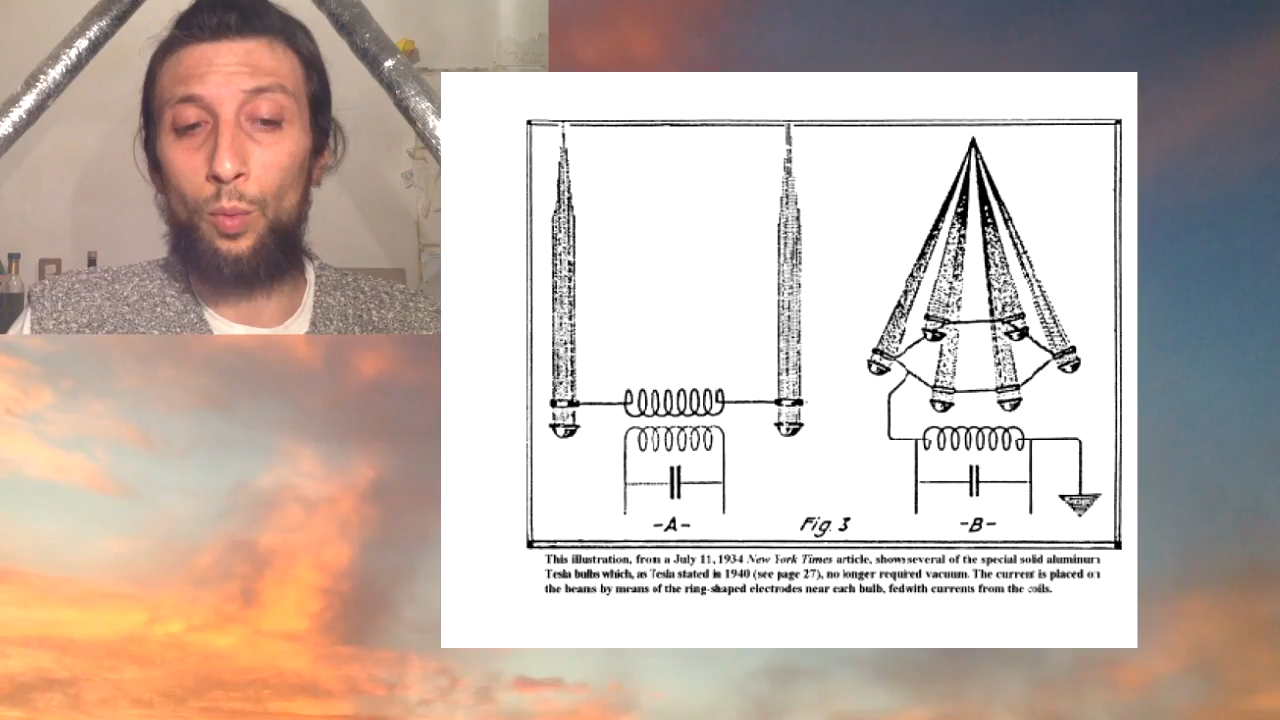 -A-
Fig. 3
-B-
This illustration, from a July 11, 1934 New York Times article, shows several of the special solid aluminum
Tesla bulbs which, as Tesla stated in 1940 (see page 27), no longer required vacuum. The current is placed on
the beams by means of the ring-shaped electrodes near each bulb, fedwith currents from the coils.